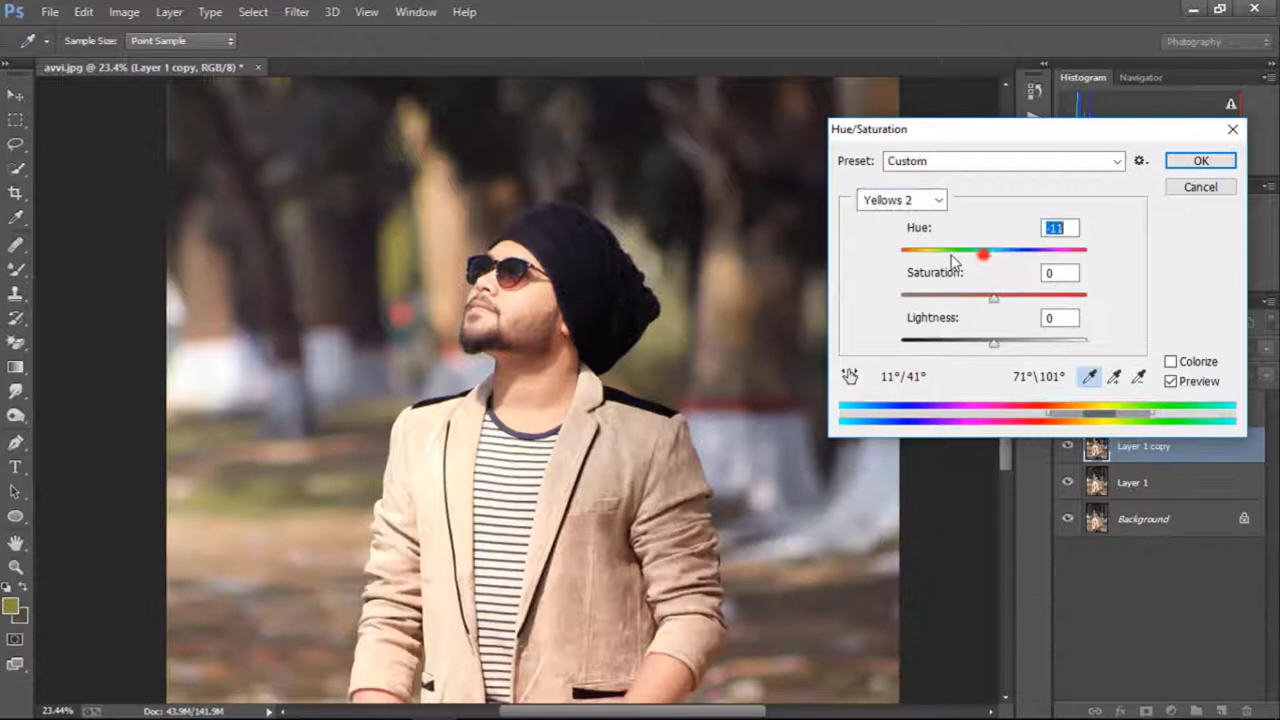 Ps File Edit Image Layer Type Select Filter 3D View Window Help
Sample Size: Point Sample
Photography
avvi.jpg @ 23.4% (Layer 1 copy, RGB/8) * ×
Histogram Navigator
Hue/Saturation
Preset: Custom
OK
Cancel
Yellows 2
Hue: -11
Saturation: 0
Lightness: 0
Colorize
11°/41° 71°\101°
Preview
Layer 1 copy
Layer 1
Background
23.44% Doc: 43.9M/141.9M